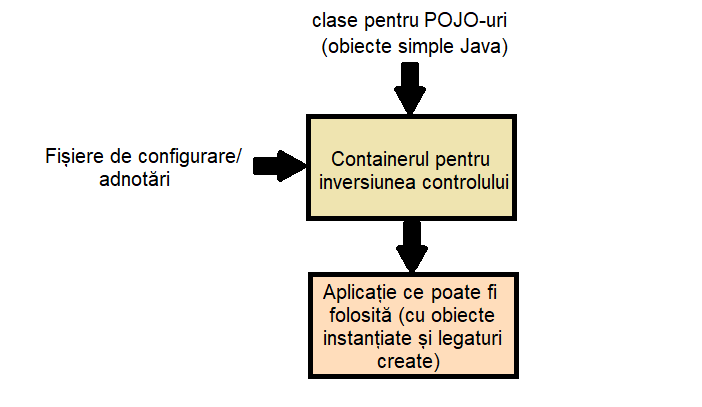 clase pentru POJO-uri
(obiecte simple Java)
Fișiere de configurare/
adnotări
Containerul pentru
inversiunea controlului
Aplicație ce poate fi
folosită (cu obiecte
instanțiate și legaturi
create)